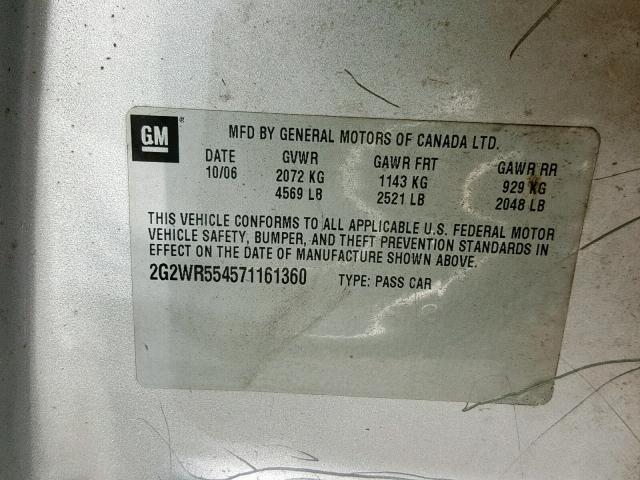 GM®
MFD BY GENERAL MOTORS OF CANADA LTD.
DATE GVWR GAWR FRT GAWR RR
10/06 2072 KG 1143 KG 929 KG
4569 LB 2521 LB 2048 LB
THIS VEHICLE CONFORMS TO ALL APPLICABLE U.S. FEDERAL MOTOR
VEHICLE SAFETY, BUMPER, AND THEFT PREVENTION STANDARDS IN
EFFECT ON THE DATE OF MANUFACTURE SHOWN ABOVE.
2G2WR554571161360 TYPE: PASS CAR